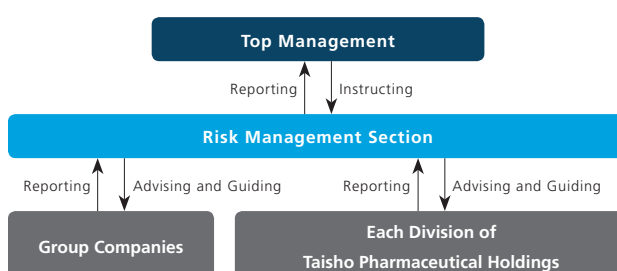 Top Management
Reporting Instructing
Risk Management Section
Reporting Advising and Guiding Reporting Advising and Guiding
Group Companies
Each Division of
Taisho Pharmaceutical Holdings